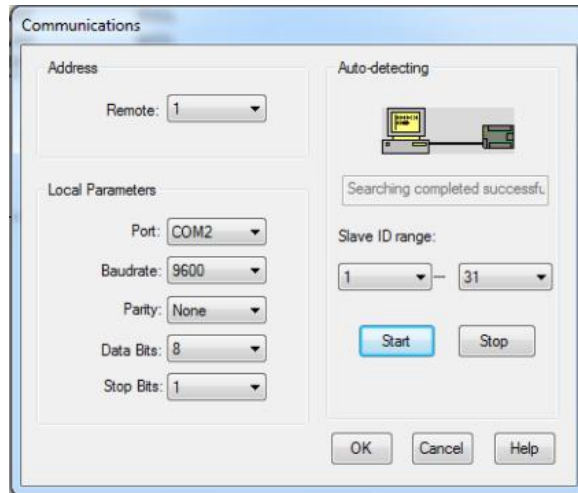 Communications
Address
Remote: 1
Local Parameters
Port: COM2
Baudrate: 9600
Parity: None
Data Bits: 8
Stop Bits: 1
Auto-detecting
Searching completed successfu
Slave ID range:
1 — 31
Start Stop
OK Cancel Help